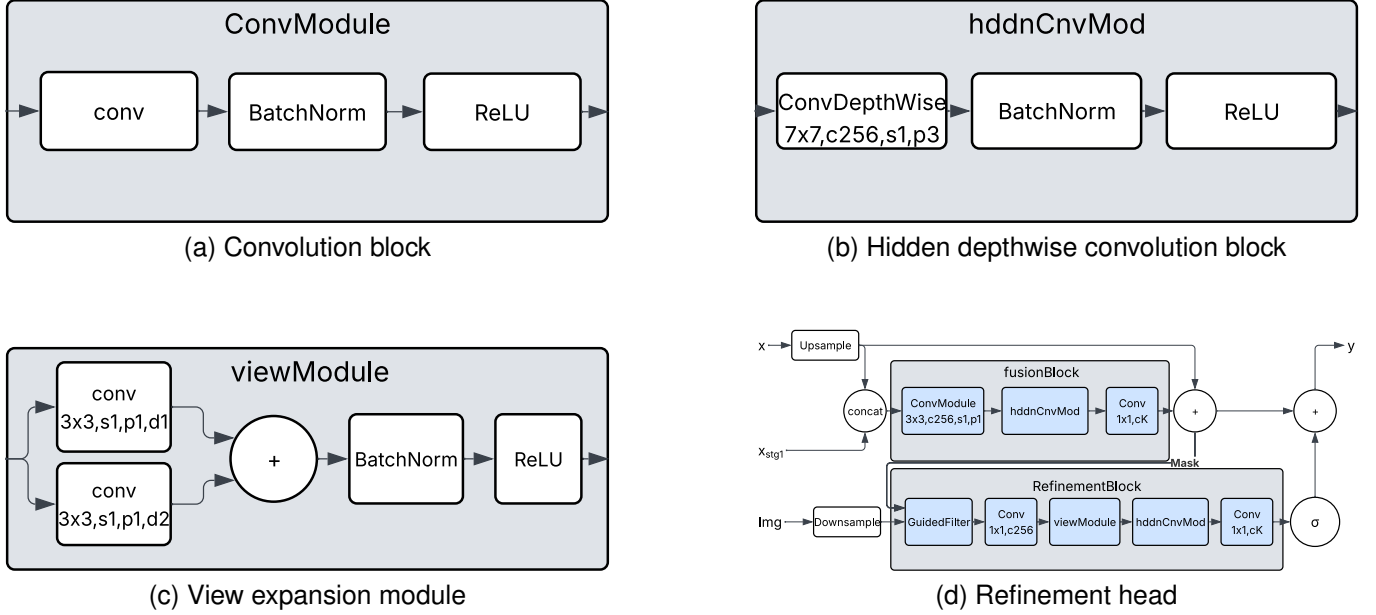 ConvModule
conv
BatchNorm
ReLU
(a) Convolution block
hddnCnvMod
ConvDepthWise
7x7,c256,s1,p3
BatchNorm
ReLU
(b) Hidden depthwise convolution block
viewModule
conv
3x3,s1,p1,d1
conv
3x3,s1,p1,d2
+
BatchNorm
ReLU
(c) View expansion module
x
Upsample
y
fusionBlock
concat
ConvModule
3x3,c256,s1,p1
hddnCnvMod
Conv
1x1,cK
+
+
xstg1
Mask
RefinementBlock
Img
Downsample
GuidedFilter
Conv
1x1,c256
viewModule
hddnCnvMod
Conv
1x1,cK
σ
(d) Refinement head